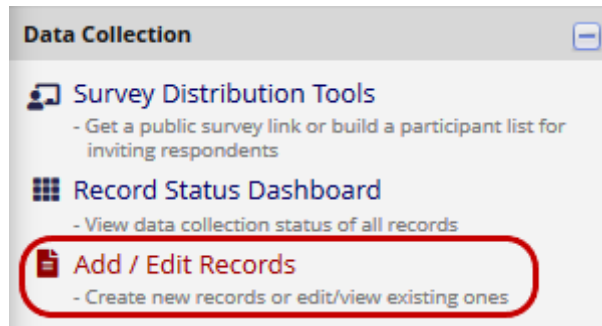 Data Collection
Survey Distribution Tools
- Get a public survey link or build a participant list for
inviting respondents
Record Status Dashboard
- View data collection status of all records
Add / Edit Records
- Create new records or edit/view existing ones